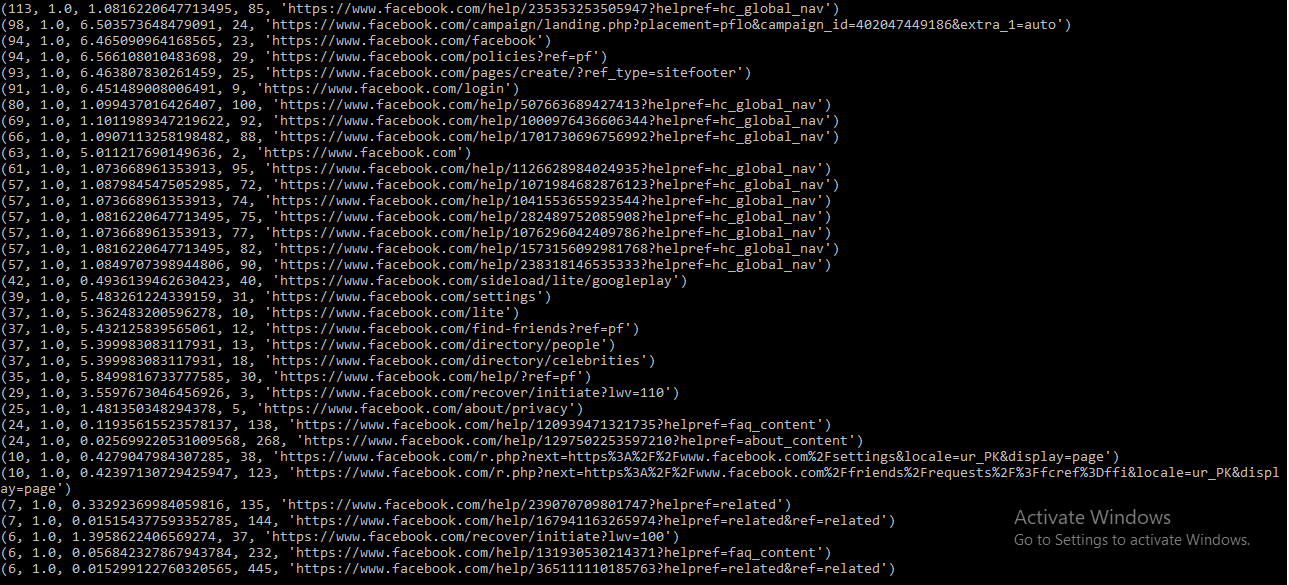 (113, 1.0, 1.0816220647713495, 85, 'https://www.facebook.com/help/235353253505947?helpref=hc_global_nav')
(98, 1.0, 6.503573648479091, 24, 'https://www.facebook.com/campaign/landing.php?placement=pflo&campaign_id=402047449186&extra_1=auto')
(94, 1.0, 6.465090964168565, 23, 'https://www.facebook.com/facebook')
(94, 1.0, 6.566108010483698, 29, 'https://www.facebook.com/policies?ref=pf')
(93, 1.0, 6.463807830261459, 25, 'https://www.facebook.com/pages/create/?ref_type=sitefooter')
(91, 1.0, 6.451489008006491, 9, 'https://www.facebook.com/login')
(80, 1.0, 1.099437016426407, 100, 'https://www.facebook.com/help/507663689427413?helpref=hc_global_nav')
(69, 1.0, 1.1011989347219622, 92, 'https://www.facebook.com/help/1000976436606344?helpref=hc_global_nav')
(66, 1.0, 1.0907113258198482, 88, 'https://www.facebook.com/help/1701730696756992?helpref=hc_global_nav')
(63, 1.0, 5.011217690149636, 2, 'https://www.facebook.com')
(61, 1.0, 1.073668961353913, 95, 'https://www.facebook.com/help/1126628984024935?helpref=hc_global_nav')
(57, 1.0, 1.0879845475052985, 72, 'https://www.facebook.com/help/1071984682876123?helpref=hc_global_nav')
(57, 1.0, 1.073668961353913, 74, 'https://www.facebook.com/help/1041553655923544?helpref=hc_global_nav')
(57, 1.0, 1.0816220647713495, 75, 'https://www.facebook.com/help/282489752085908?helpref=hc_global_nav')
(57, 1.0, 1.073668961353913, 77, 'https://www.facebook.com/help/1076296042409786?helpref=hc_global_nav')
(57, 1.0, 1.0816220647713495, 82, 'https://www.facebook.com/help/1573156092981768?helpref=hc_global_nav')
(57, 1.0, 1.0849707398944806, 90, 'https://www.facebook.com/help/238318146535333?helpref=hc_global_nav')
(42, 1.0, 0.4936139462630423, 40, 'https://www.facebook.com/sideload/lite/googleplay')
(39, 1.0, 5.483261224339159, 31, 'https://www.facebook.com/settings')
(37, 1.0, 5.362483200596278, 10, 'https://www.facebook.com/lite')
(37, 1.0, 5.432125839565061, 12, 'https://www.facebook.com/find-friends?ref=pf')
(37, 1.0, 5.399983083117931, 13, 'https://www.facebook.com/directory/people')
(37, 1.0, 5.399983083117931, 18, 'https://www.facebook.com/directory/celebrities')
(35, 1.0, 5.8499816733777585, 30, 'https://www.facebook.com/help/?ref=pf')
(29, 1.0, 3.5597673046456926, 3, 'https://www.facebook.com/recover/initiate?lwv=110')
(25, 1.0, 1.481350348294378, 5, 'https://www.facebook.com/about/privacy')
(24, 1.0, 0.11935615523578137, 138, 'https://www.facebook.com/help/120939471321735?helpref=faq_content')
(24, 1.0, 0.025699220531009568, 268, 'https://www.facebook.com/help/1297502253597210?helpref=about_content')
(10, 1.0, 0.4279047984307285, 38, 'https://www.facebook.com/r.php?next=https%3A%2F%2Fwww.facebook.com%2Fsettings&locale=ur_PK&display=page')
(10, 1.0, 0.42397130729425947, 123, 'https://www.facebook.com/r.php?next=https%3A%2F%2Fwww.facebook.com%2Ffriends%2Frequests%2F%3Ffcref%3Dffi&locale=ur_PK&displ
ay=page')
(7, 1.0, 0.33292369984059816, 135, 'https://www.facebook.com/help/239070709801747?helpref=related')
(7, 1.0, 0.015154377593352785, 144, 'https://www.facebook.com/help/167941163265974?helpref=related&ref=related')
(6, 1.0, 1.3958622406569274, 37, 'https://www.facebook.com/recover/initiate?lwv=100')
(6, 1.0, 0.056842327867943784, 232, 'https://www.facebook.com/help/131930530214371?helpref=faq_content')
(6, 1.0, 0.015299122760320565, 445, 'https://www.facebook.com/help/365111110185763?helpref=related&ref=related')
Activate Windows
Go to Settings to activate Windows.